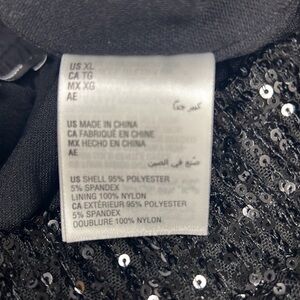 US XL
CA TG
MX XG
AE كبير جدًا
US MADE IN CHINA
CA FABRIQUÉ EN CHINE
MX HECHO EN CHINA
AE صنع في الصين
US SHELL 95% POLYESTER
5% SPANDEX
LINING 100% NYLON
CA EXTÉRIEUR 95% POLYESTER
5% SPANDEX
DOUBLURE 100% NYLON